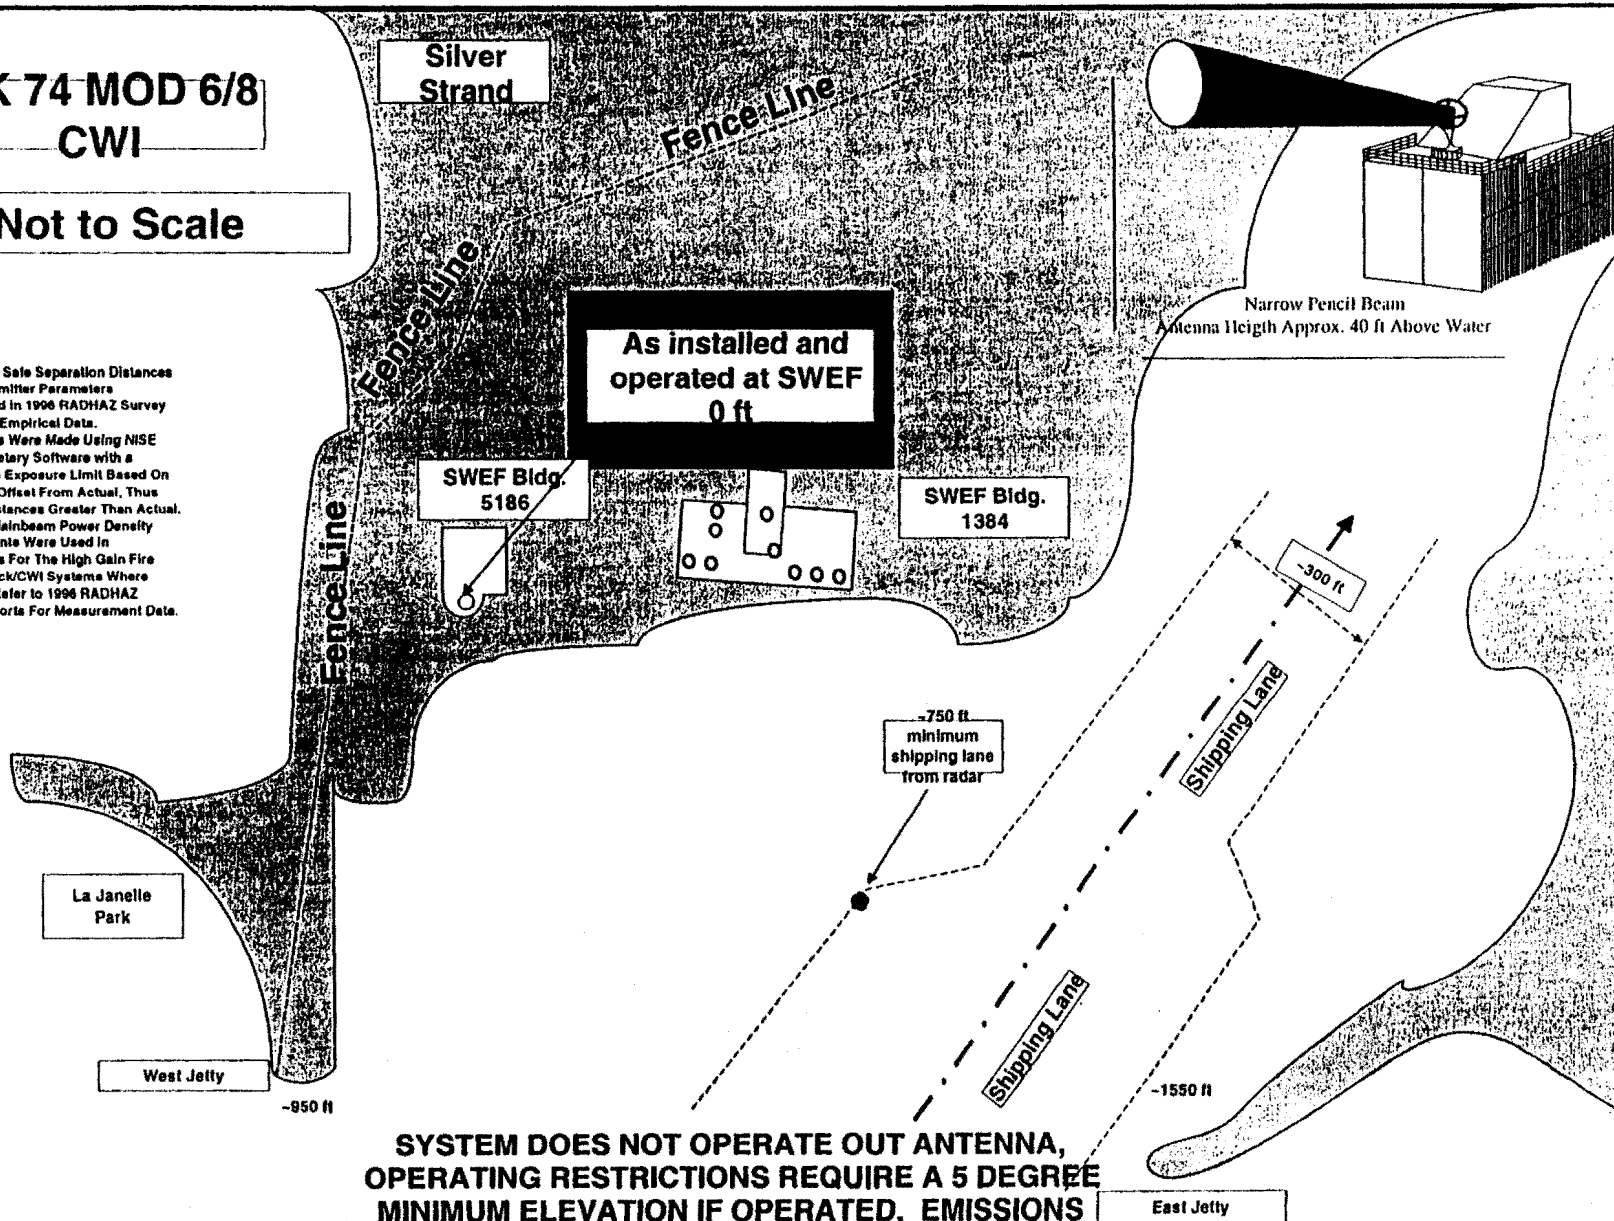 K 74 MOD 6/8
CWI
Not to Scale
Silver
Strand
Fence Line
Fence Line
Fence Line
Narrow Pencil Beam
Antenna Heigth Approx. 40 ft Above Water
As installed and
operated at SWEF
0 ft
Safe Separation Distances
mitter Parameters
d in 1996 RADHAZ Survey
Empirical Data.
s Were Made Using NISE
etary Software with a
Exposure Limit Based On
Offset From Actual, Thus
stances Greater Than Actual.
Mainbeam Power Density
nts Were Used in
s For The High Gain Fire
ck/CWI Systems Where
Refer to 1996 RADHAZ
orts For Measurement Data.
SWEF Bldg.
5186
SWEF Bldg.
1384
~300 ft
Shipping Lane
~750 ft
minimum
shipping lane
from radar
La Janelle
Park
Shipping Lane
West Jetty
~950 ft
~1550 ft
SYSTEM DOES NOT OPERATE OUT ANTENNA,
OPERATING RESTRICTIONS REQUIRE A 5 DEGREE
MINIMUM ELEVATION IF OPERATED. EMISSIONS
East Jetty